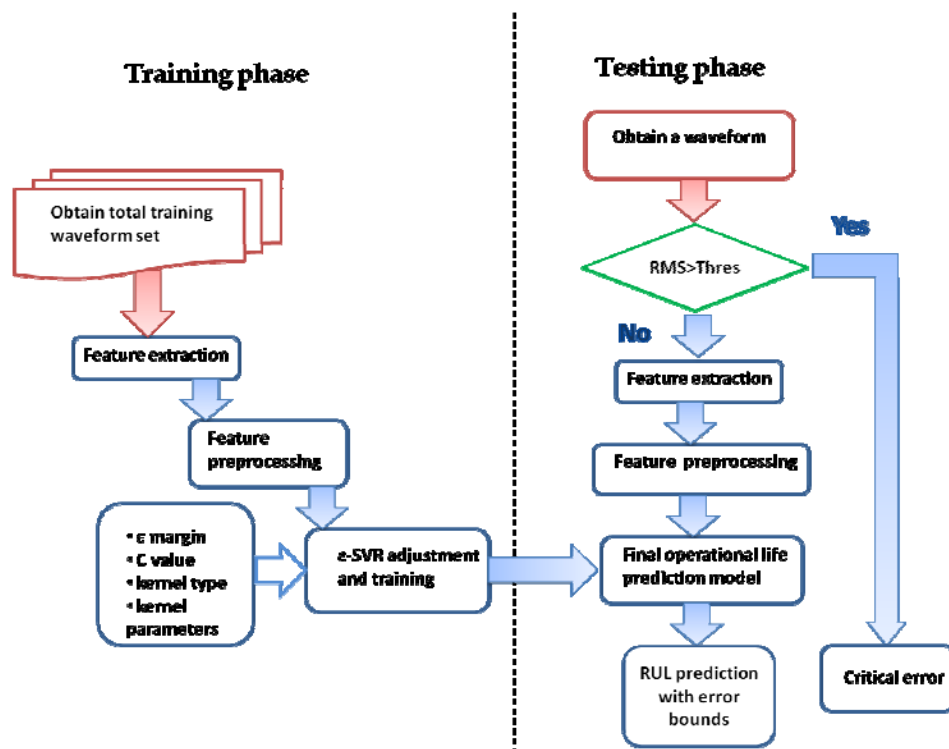 Training phase
Obtain total training
waveform set
Feature extraction
Feature
preprocessing
• ε margin
• C value
• kernel type
• kernel
parameters
ε-SVR adjustment
and training
Testing phase
Obtain a waveform
RMS>Thres
Yes
No
Feature extraction
Feature preprocessing
Final operational life
prediction model
RUL prediction
with error
bounds
Critical error